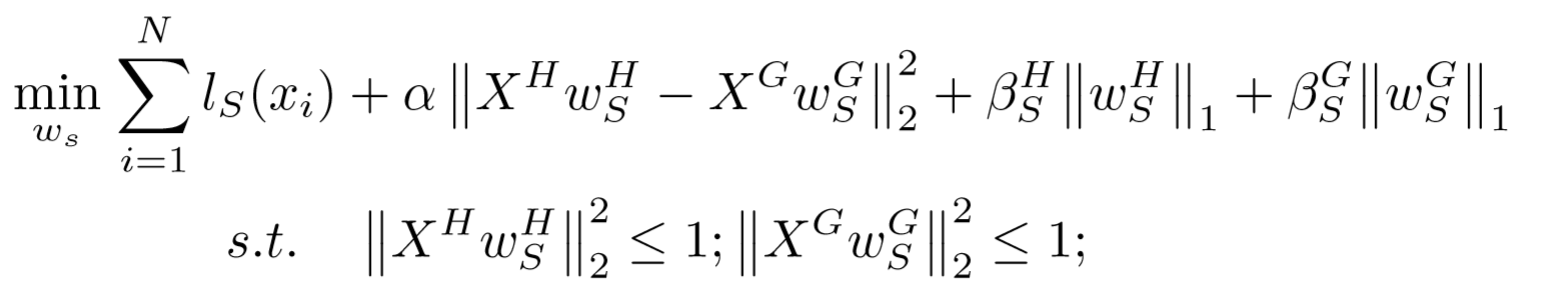 \min_{w_s} \sum_{i=1}^{N} l_S(x_i) + \alpha \left\| X^H w_S^H - X^G w_S^G \right\|_2^2 + \beta_S^H \left\| w_S^H \right\|_1 + \beta_S^G \left\| w_S^G \right\|_1
s.t. \left\| X^H w_S^H \right\|_2^2 \leq 1; \left\| X^G w_S^G \right\|_2^2 \leq 1;